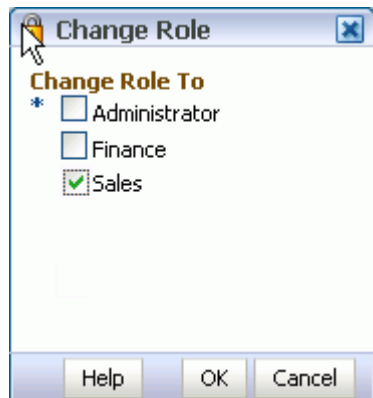 Change Role
Change Role To
* Administrator
Finance
Sales
Help OK Cancel